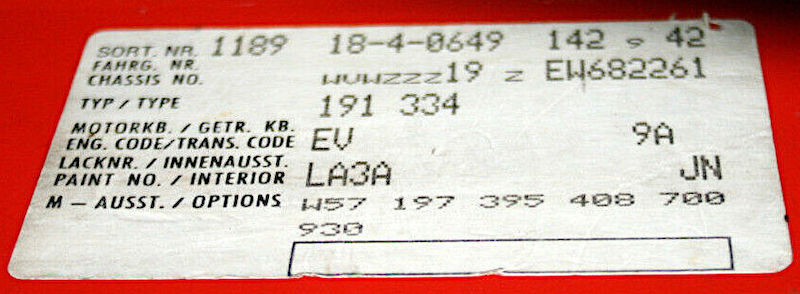 SORT. NR. 1189 18-4-0649 142 9 42
FAHRG. NR.
CHASSIS NO. WVWZZZ19 Z EW682261
TYP / TYPE 191 334
MOTORKB. / GETR. KB.
ENG. CODE/TRANS. CODE EV 9A
LACKNR. / INNENAUSST.
PAINT NO. / INTERIOR LA3A JN
M – AUSST. / OPTIONS W57 197 395 408 700
930